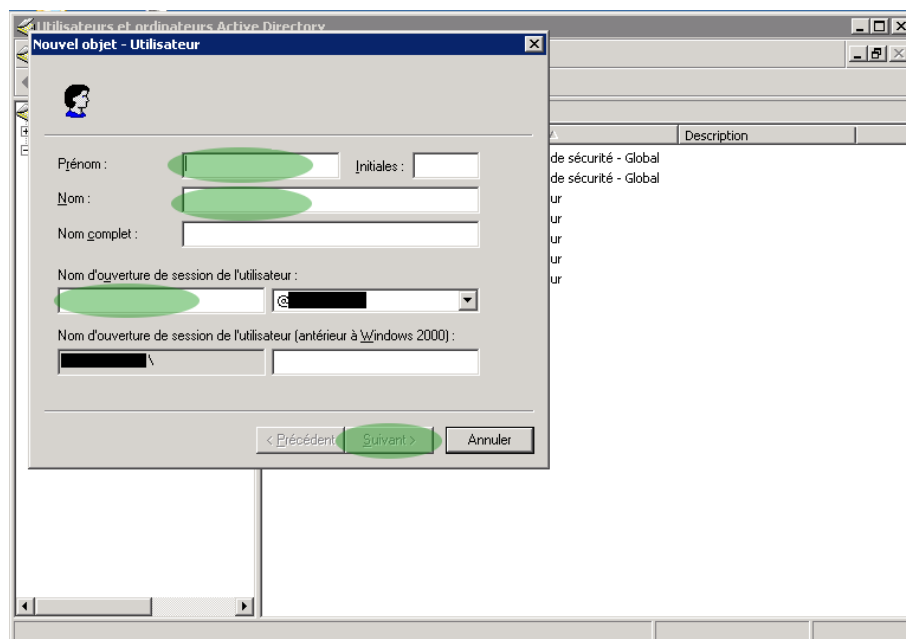 Utilisateurs et ordinateurs Active Directory
Nouvel objet - Utilisateur
Description
Prénom :
Initiales :
de sécurité - Global
de sécurité - Global
Nom :
ur
ur
Nom complet :
ur
ur
Nom d'ouverture de session de l'utilisateur :
ur
@
Nom d'ouverture de session de l'utilisateur (antérieur à Windows 2000) :
\
< Précédent
Suivant >
Annuler